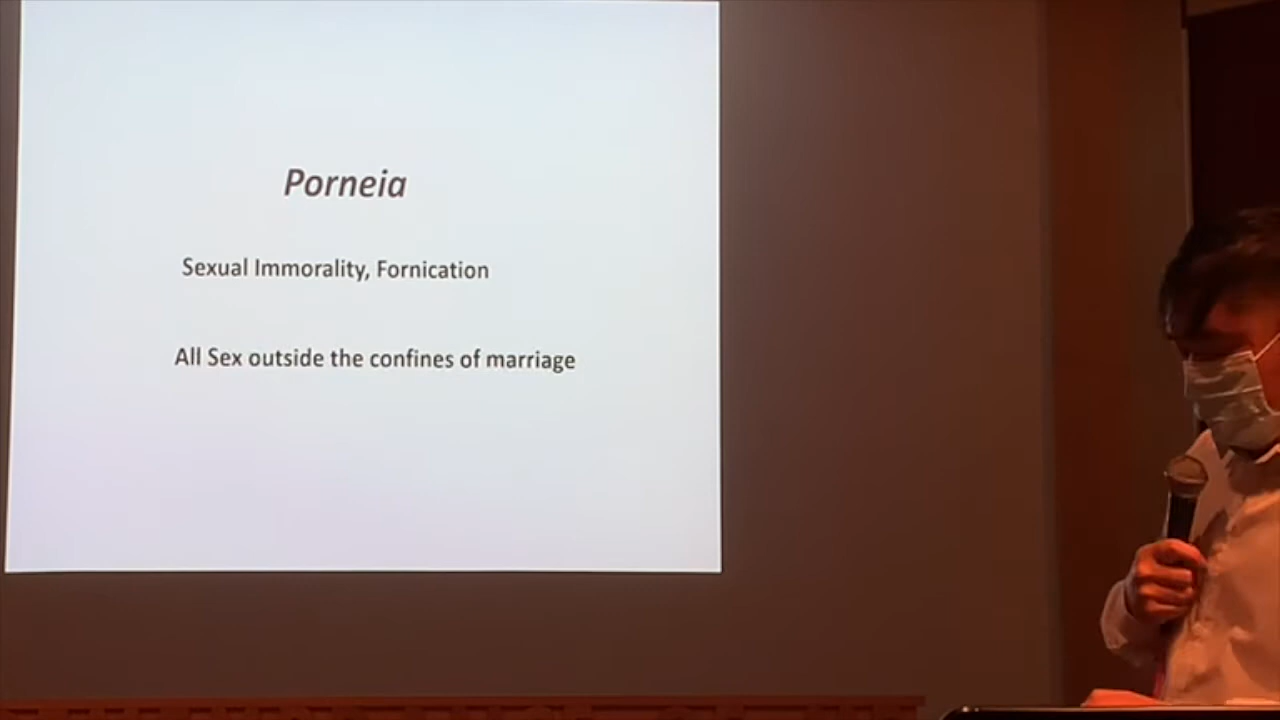 Porneia
Sexual Immorality, Fornication
All Sex outside the confines of marriage